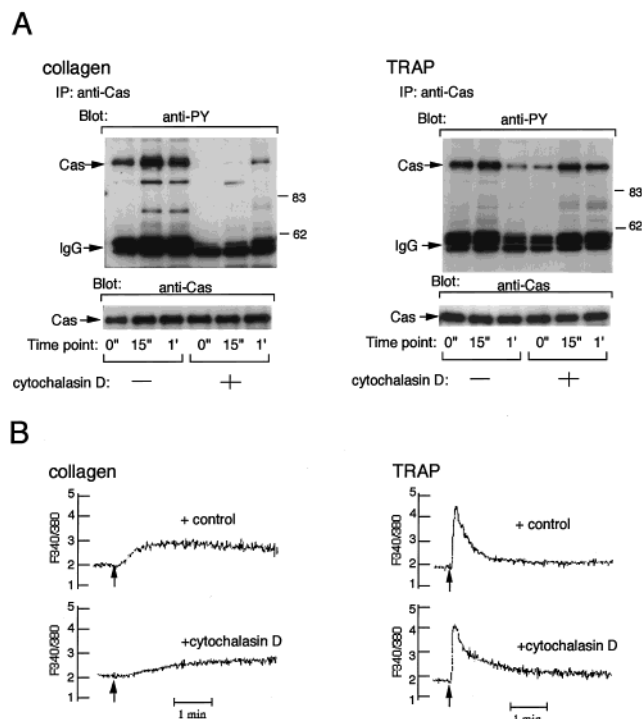 A
collagen
IP: anti-Cas
Blot: anti-PY
Cas
83
62
IgG
Blot: anti-Cas
Cas
Time point: 0" 15" 1' 0" 15" 1'
cytochalasin D: — +
TRAP
IP: anti-Cas
Blot: anti-PY
Cas
83
62
IgG
Blot: anti-Cas
Cas
Time point: 0" 15" 1' 0" 15" 1'
cytochalasin D: — +
B
collagen
F340/380
5
4
3
2
1
+ control
F340/380
5
4
3
2
1
+cytochalasin D
1 min
TRAP
F340/380
5
4
3
2
1
+ control
F340/380
5
4
3
2
1
+cytochalasin D
1 min